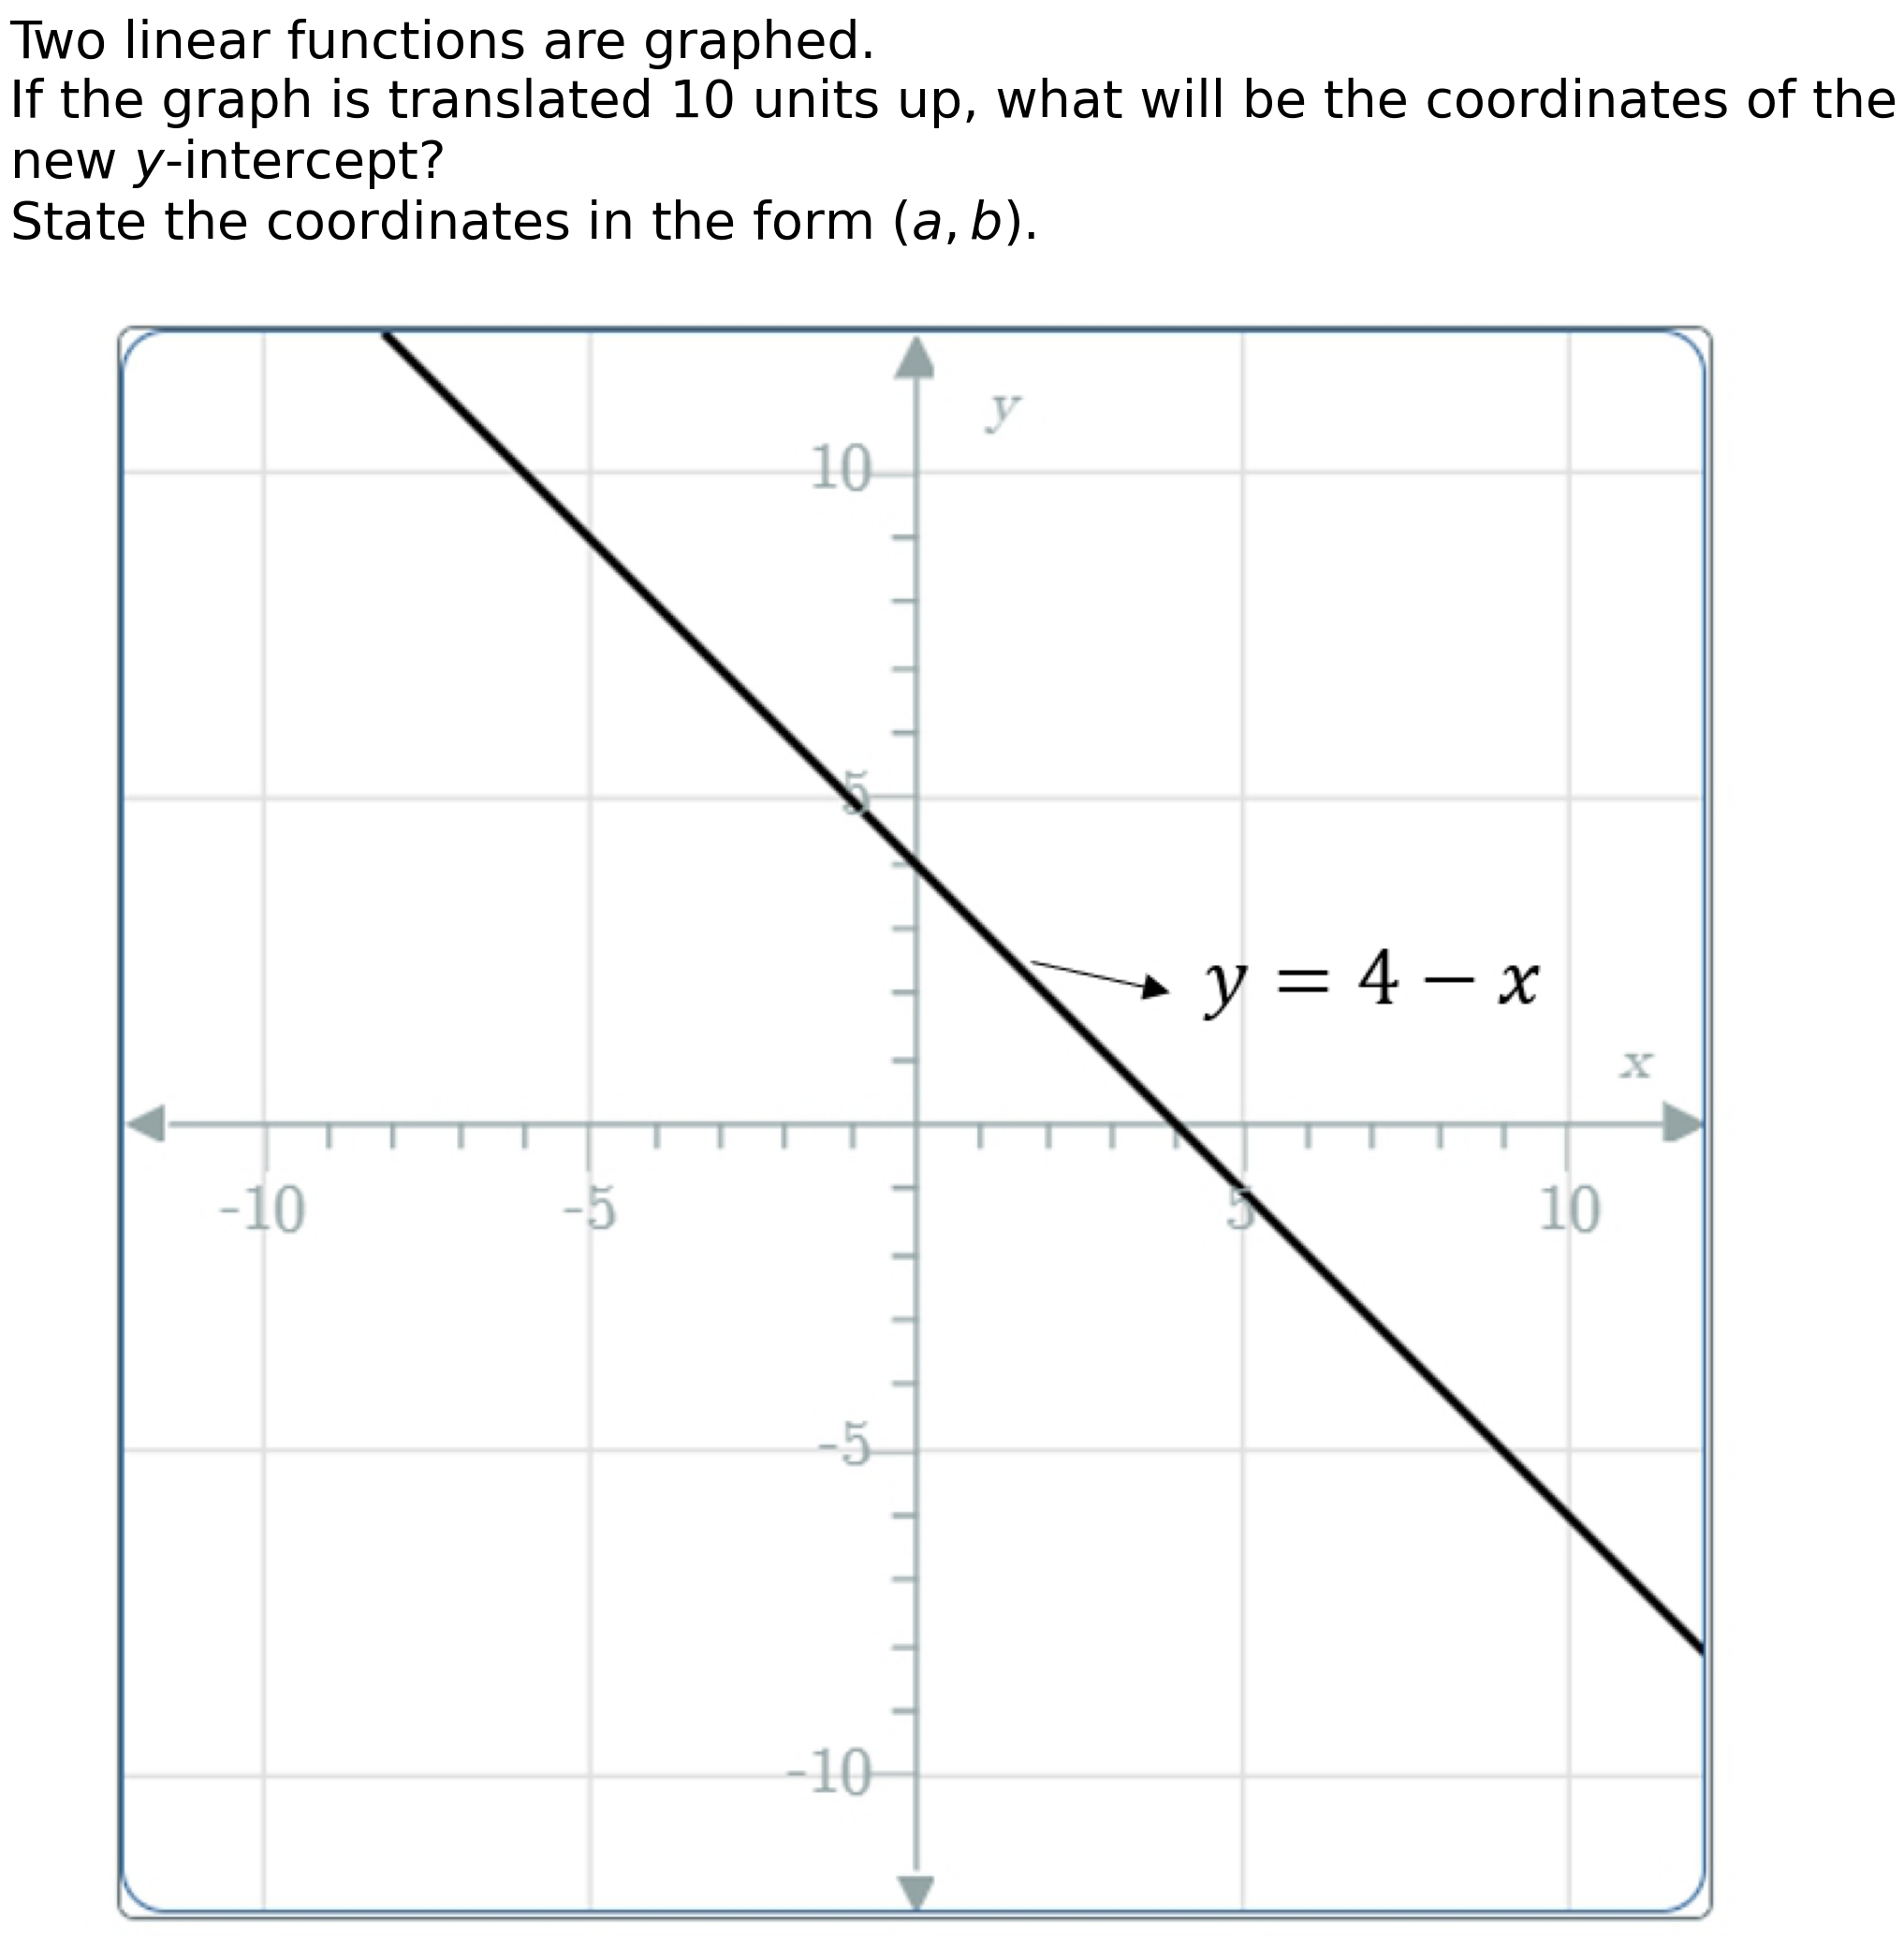 Two linear functions are graphed.
If the graph is translated 10 units up, what will be the coordinates of the
new y-intercept?
State the coordinates in the form (a, b).
y
10
5
y = 4 − x
x
-10
-5
5
10
-5
-10